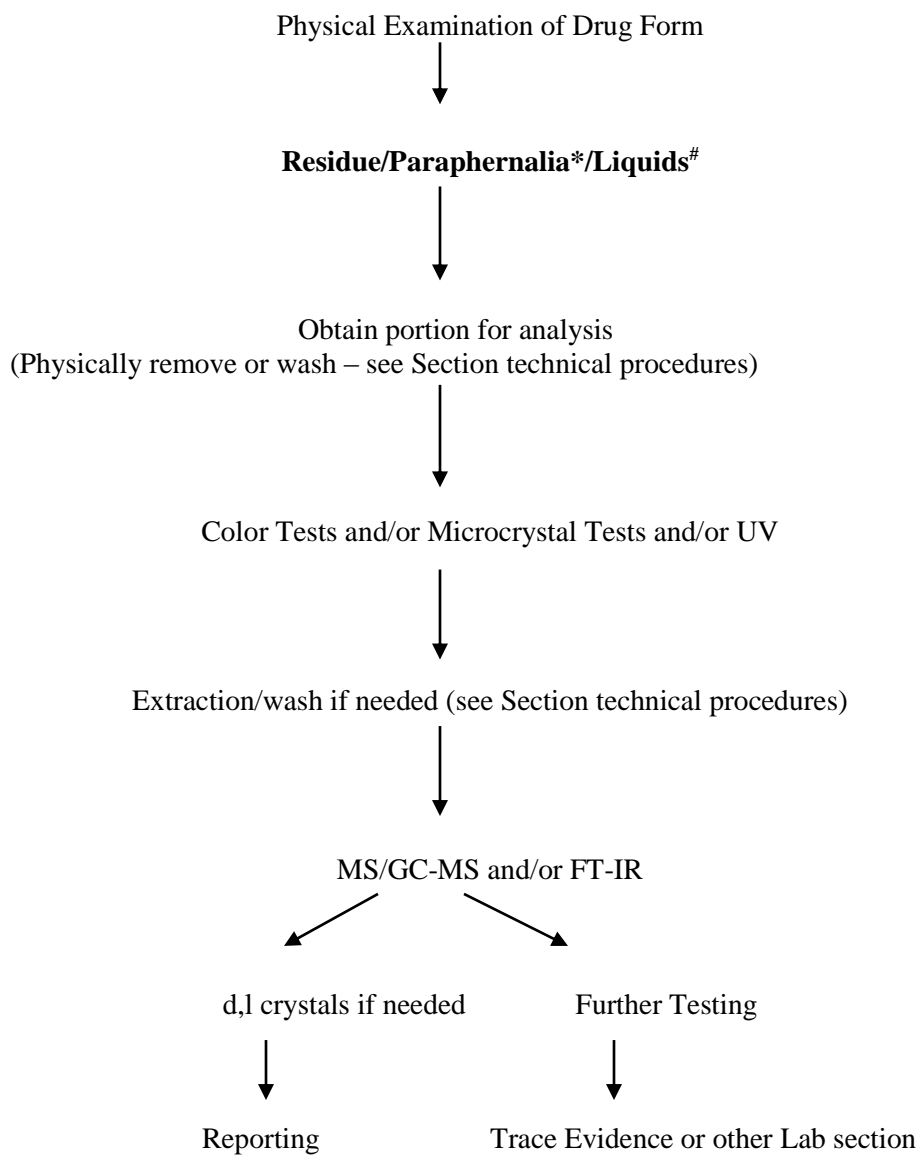 Physical Examination of Drug Form
Residue/Paraphernalia*/Liquids#
Obtain portion for analysis
(Physically remove or wash – see Section technical procedures)
Color Tests and/or Microcrystal Tests and/or UV
Extraction/wash if needed (see Section technical procedures)
MS/GC-MS and/or FT-IR
d,l crystals if needed
Further Testing
Reporting
Trace Evidence or other Lab section